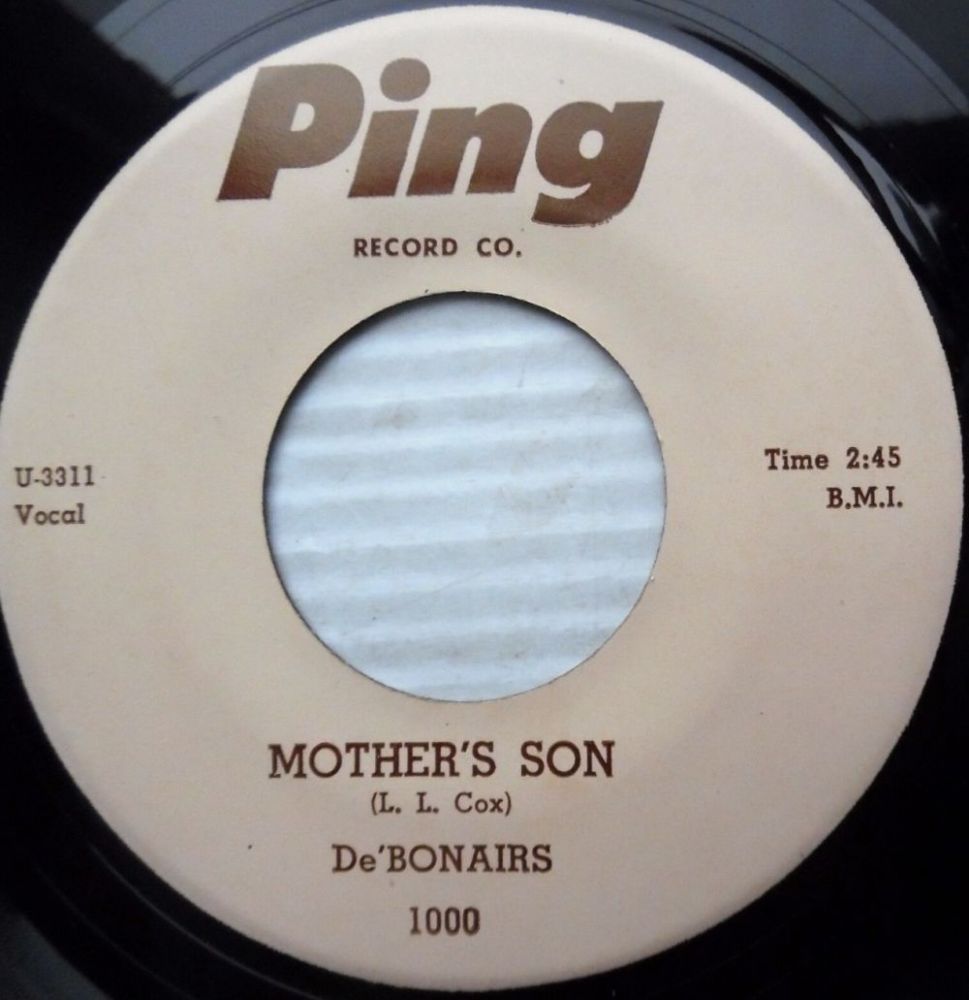 Ping
RECORD CO.
U-3311
Vocal
Time 2:45
B.M.I.
MOTHER'S SON
(L. L. Cox)
De'BONAIRS
1000